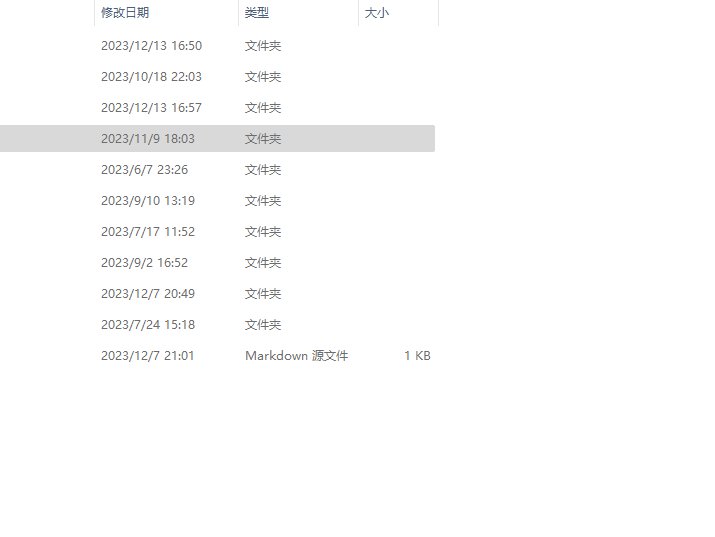 修改日期 类型 大小
2023/12/13 16:50 文件夹
2023/10/18 22:03 文件夹
2023/12/13 16:57 文件夹
2023/11/9 18:03 文件夹
2023/6/7 23:26 文件夹
2023/9/10 13:19 文件夹
2023/7/17 11:52 文件夹
2023/9/2 16:52 文件夹
2023/12/7 20:49 文件夹
2023/7/24 15:18 文件夹
2023/12/7 21:01 Markdown 源文件 1 KB